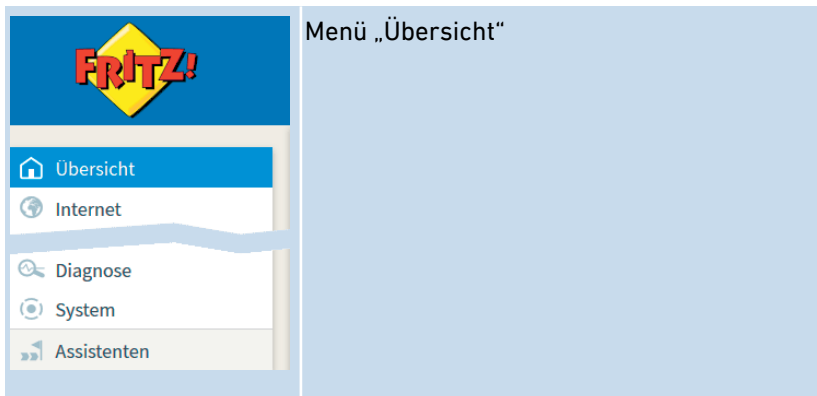 FRITZ!
Menü „Übersicht“
Übersicht
Internet
Diagnose
System
Assistenten